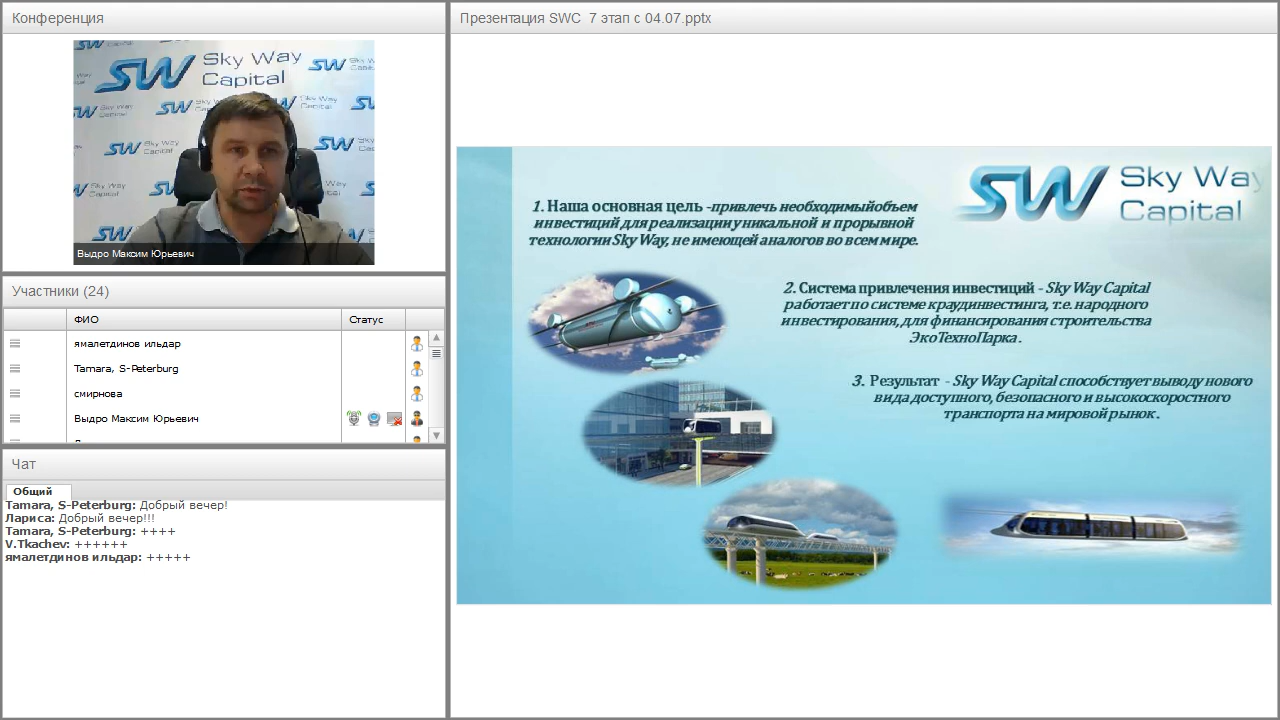 Конференция
SW Sky Way
Capital
Выдро Максим Юрьевич
Участники (24)
ФИО
Статус
ямалетдинов ильдар
Tamara, S-Peterburg
смирнова
Выдро Максим Юрьевич
Чат
Общий
Tamara, S-Peterburg: Добрый вечер!
Лариса: Добрый вечер!!!
Tamara, S-Peterburg: ++++
V.Tkachev: ++++++
ямалетдинов ильдар: +++++
Презентация SWC 7 этап с 04.07.pptx
SW Sky Way
Capital
1. Наша основная цель -привлечь необходимыйобъем
инвестиций для реализации уникальной и прорывной
технологии Sky Way, не имеющей аналогов во всем мире.
2. Система привлечения инвестиций - Sky Way Capital
работает по системе краудинвестинга, т.е. народного
инвестирования, для финансирования строительства
ЭкоТехноПарка .
3. Результат - Sky Way Capital способствует выводу нового
вида доступного, безопасного и высокоскоростного
транспорта на мировой рынок .